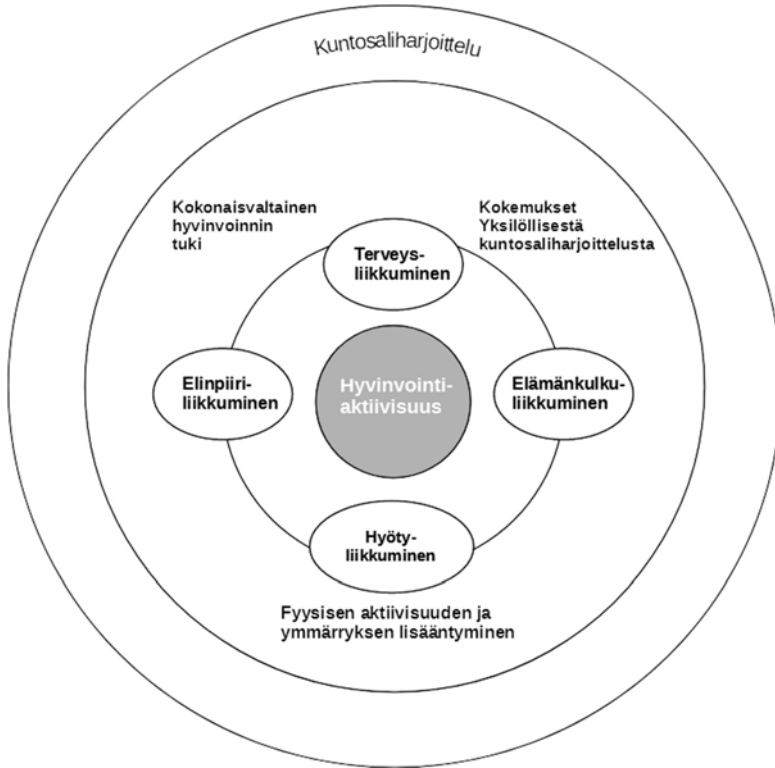 Kuntosaliharjoittelu
Kokonaisvaltainen
hyvinvoinnin
tuki
Kokemukset
Yksilöllisestä
kuntosaliharjoittelusta
Terveys-
liikkuminen
Elinpiiri-
liikkuminen
Hyvinvointi-
aktiivisuus
Elämänkulku-
liikkuminen
Hyöty-
liikkuminen
Fyysisen aktiivisuuden ja
ymmärryksen lisääntyminen